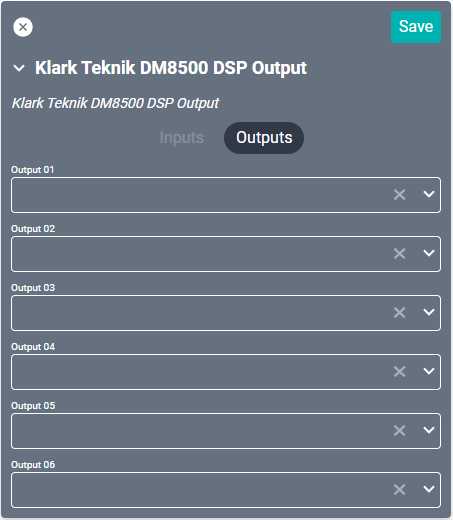 Save
Klark Teknik DM8500 DSP Output
Klark Teknik DM8500 DSP Output
Inputs Outputs
Output 01
Output 02
Output 03
Output 04
Output 05
Output 06